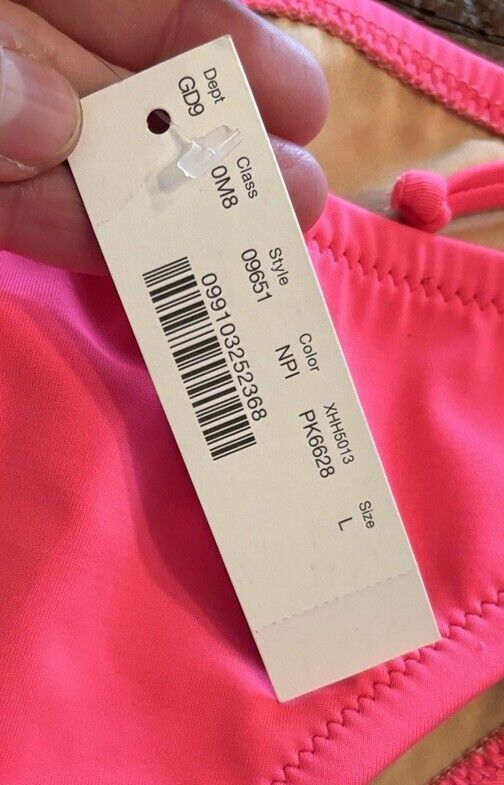 Dept
GD9
Class
0M8
Style
09651
Color
NPI
XHH5013
PK6628
Size
L
099103252368